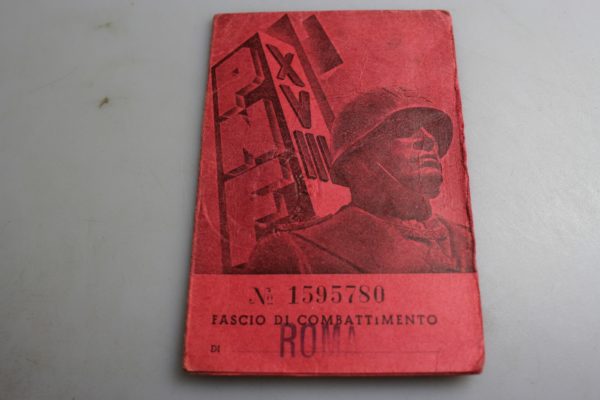 PNF
XVIII
Nº 1595780
FASCIO DI COMBATTIMENTO
DI ROMA